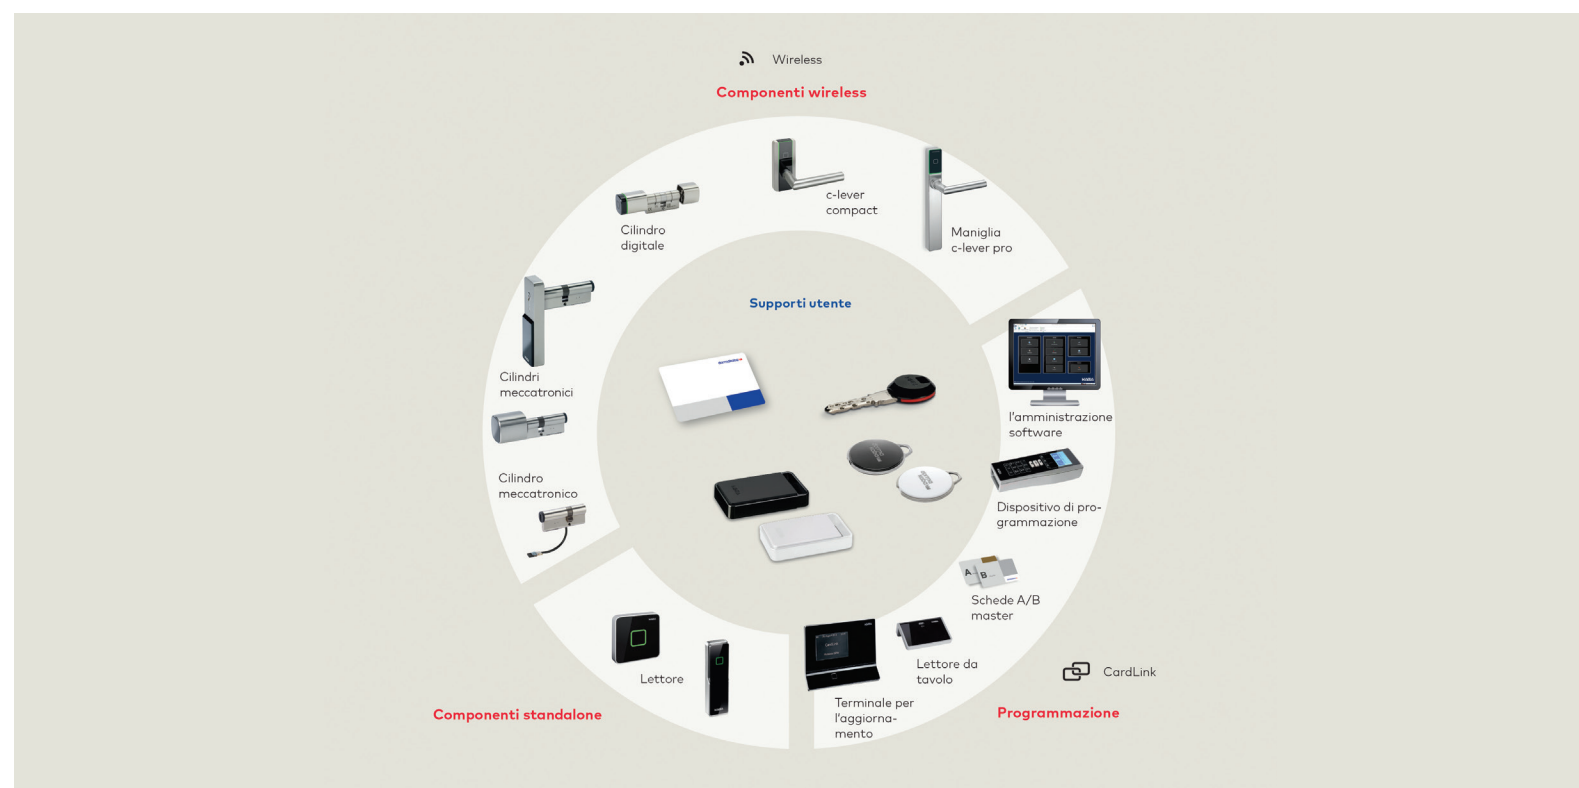 Wireless
Componenti wireless
c-lever
compact
Maniglia
c-lever pro
Cilindro
digitale
Supporti utente
Cilindri
meccatronici
l'amministrazione
software
Cilindro
meccatronico
Dispositivo di pro-
grammazione
A
B
Schede A/B
master
Lettore da
tavolo
CardLink
Lettore
Terminale per
l'aggiorna-
mento
Componenti standalone
Programmazione